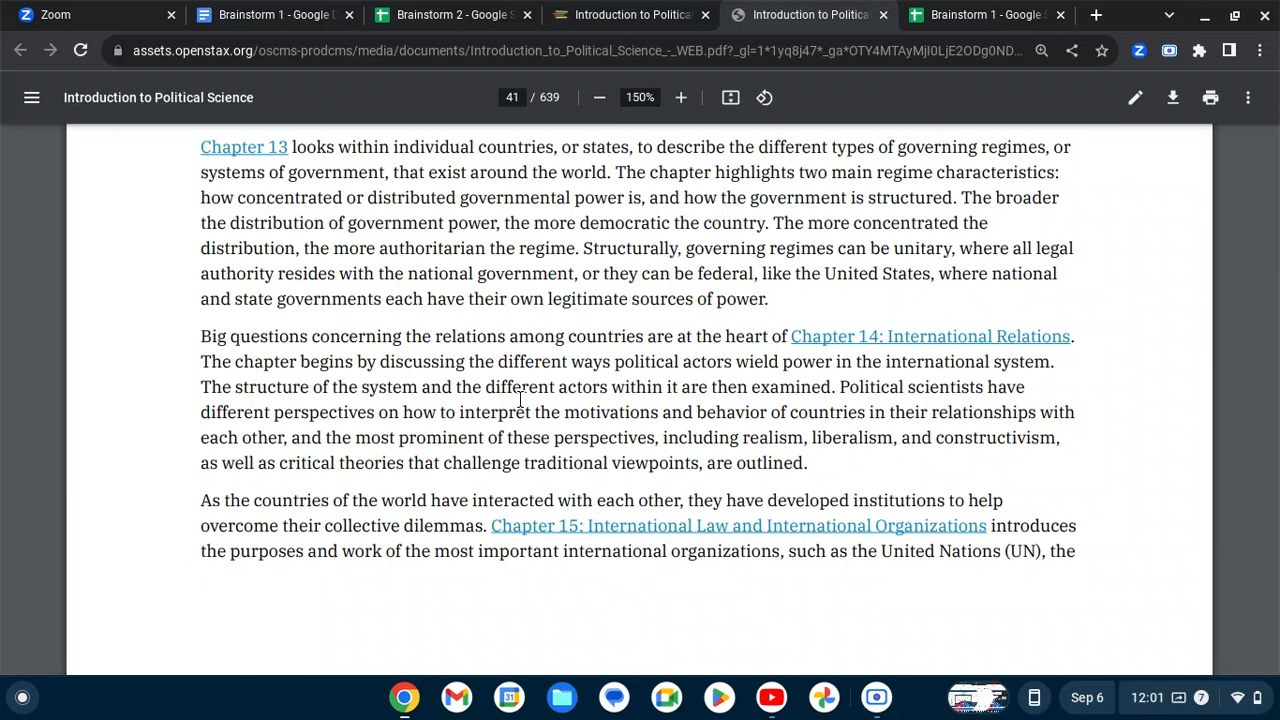 Zoom
Brainstorm 1 - Google D
Brainstorm 2 - Google S
Introduction to Politica
Introduction to Politica
Brainstorm 1 - Google S
assets.openstax.org/oscms-prodcms/media/documents/Introduction_to_Political_Science_-_WEB.pdf?_gl=1*1yq8j47*_ga*OTY4MTAyMjI0LjE2ODg0ND...
Introduction to Political Science
41 / 639
150%
Chapter 13 looks within individual countries, or states, to describe the different types of governing regimes, or
systems of government, that exist around the world. The chapter highlights two main regime characteristics:
how concentrated or distributed governmental power is, and how the government is structured. The broader
the distribution of government power, the more democratic the country. The more concentrated the
distribution, the more authoritarian the regime. Structurally, governing regimes can be unitary, where all legal
authority resides with the national government, or they can be federal, like the United States, where national
and state governments each have their own legitimate sources of power.
Big questions concerning the relations among countries are at the heart of Chapter 14: International Relations.
The chapter begins by discussing the different ways political actors wield power in the international system.
The structure of the system and the different actors within it are then examined. Political scientists have
different perspectives on how to interpret the motivations and behavior of countries in their relationships with
each other, and the most prominent of these perspectives, including realism, liberalism, and constructivism,
as well as critical theories that challenge traditional viewpoints, are outlined.
As the countries of the world have interacted with each other, they have developed institutions to help
overcome their collective dilemmas. Chapter 15: International Law and International Organizations introduces
the purposes and work of the most important international organizations, such as the United Nations (UN), the
Sep 6
12:01
7